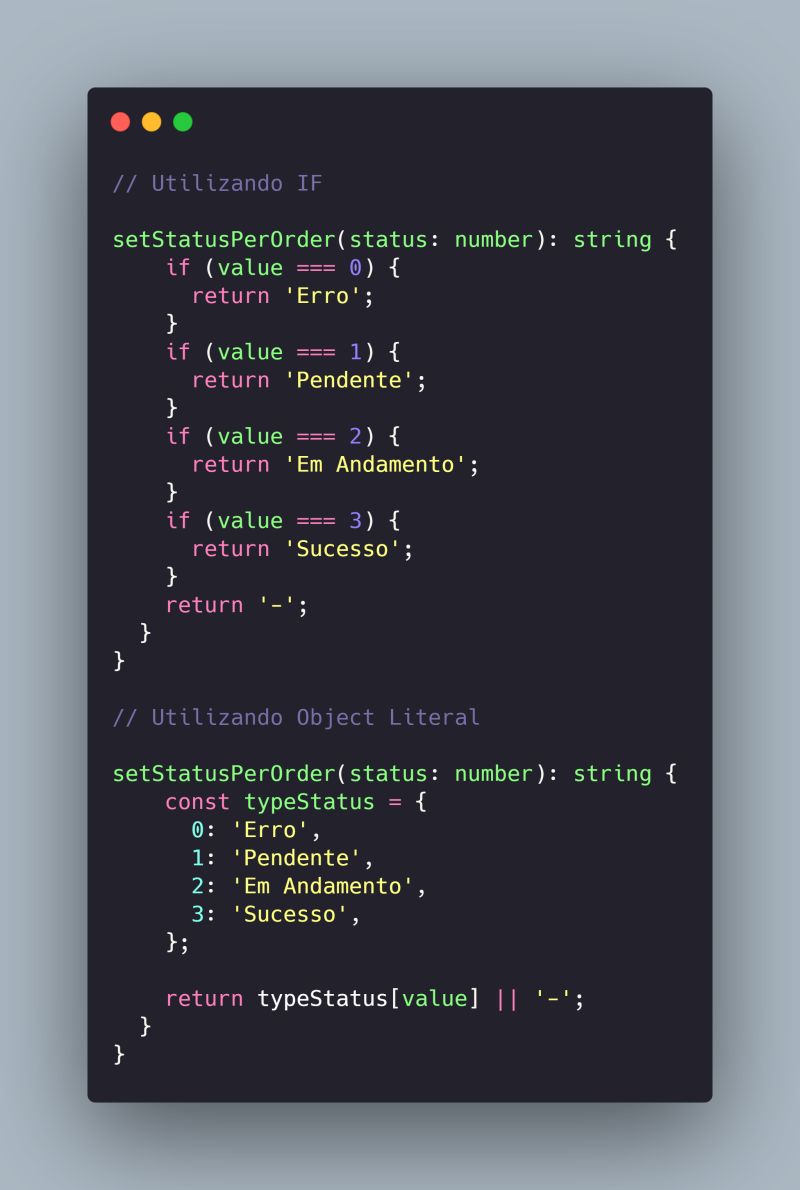 // Utilizando IF
setStatusPerOrder(status: number): string {
    if (value === 0) {
      return 'Erro';
    }
    if (value === 1) {
      return 'Pendente';
    }
    if (value === 2) {
      return 'Em Andamento';
    }
    if (value === 3) {
      return 'Sucesso';
    }
    return '-';
  }
}
// Utilizando Object Literal
setStatusPerOrder(status: number): string {
    const typeStatus = {
      0: 'Erro',
      1: 'Pendente',
      2: 'Em Andamento',
      3: 'Sucesso',
    };
    return typeStatus[value] || '-';
  }
}